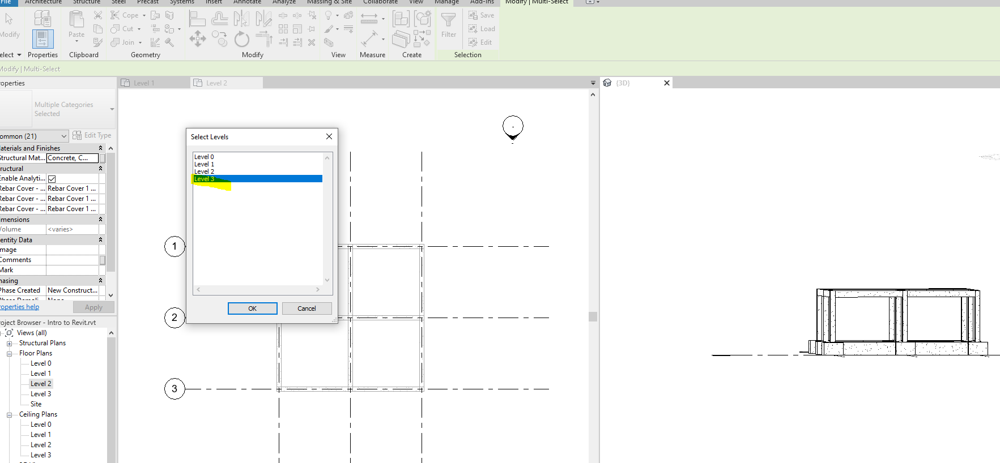 File Architecture Structure Steel Precast Systems Insert Annotate Analyze Massing & Site Collaborate View Manage Add-Ins Modify | Multi-Select
Modify
Paste
Cope
Cut
Join
Filter
Save
Load
Edit
elect Properties Clipboard Geometry Modify View Measure Create Selection
Modify | Multi-Select
operties
Level 1
Level 2
{3D}
Multiple Categories
Selected
ommon (21)
Edit Type
aterials and Finishes
Structural Mat... Concrete, C...
ructural
Enable Analyti...
Rebar Cover - ... Rebar Cover 1 ...
Rebar Cover - ... Rebar Cover 1 ...
Rebar Cover - ... Rebar Cover 1 ...
imensions
Volume <varies>
entity Data
mage
Comments
Mark
hasing
Phase Created New Construct...
Phase Demoli... None
operties help
Apply
oject Browser - Intro to Revit.rvt
Views (all)
Structural Plans
Floor Plans
Level 0
Level 1
Level 2
Level 3
Site
Ceiling Plans
Level 0
Level 1
Level 2
Level 3
Select Levels
Level 0
Level 1
Level 2
Level 3
OK
Cancel
1
2
3
-